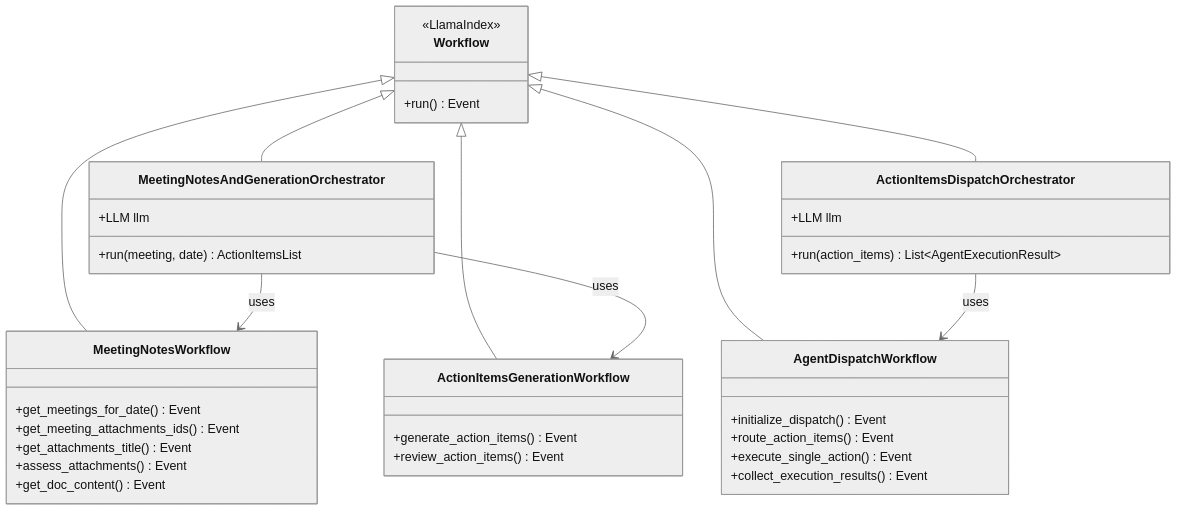 «LlamaIndex»
Workflow
+run() : Event
MeetingNotesAndGenerationOrchestrator
+LLM llm
+run(meeting, date) : ActionItemsList
ActionItemsDispatchOrchestrator
+LLM llm
+run(action_items) : List<AgentExecutionResult>
uses
uses
uses
MeetingNotesWorkflow
+get_meetings_for_date() : Event
+get_meeting_attachments_ids() : Event
+get_attachments_title() : Event
+assess_attachments() : Event
+get_doc_content() : Event
ActionItemsGenerationWorkflow
+generate_action_items() : Event
+review_action_items() : Event
AgentDispatchWorkflow
+initialize_dispatch() : Event
+route_action_items() : Event
+execute_single_action() : Event
+collect_execution_results() : Event